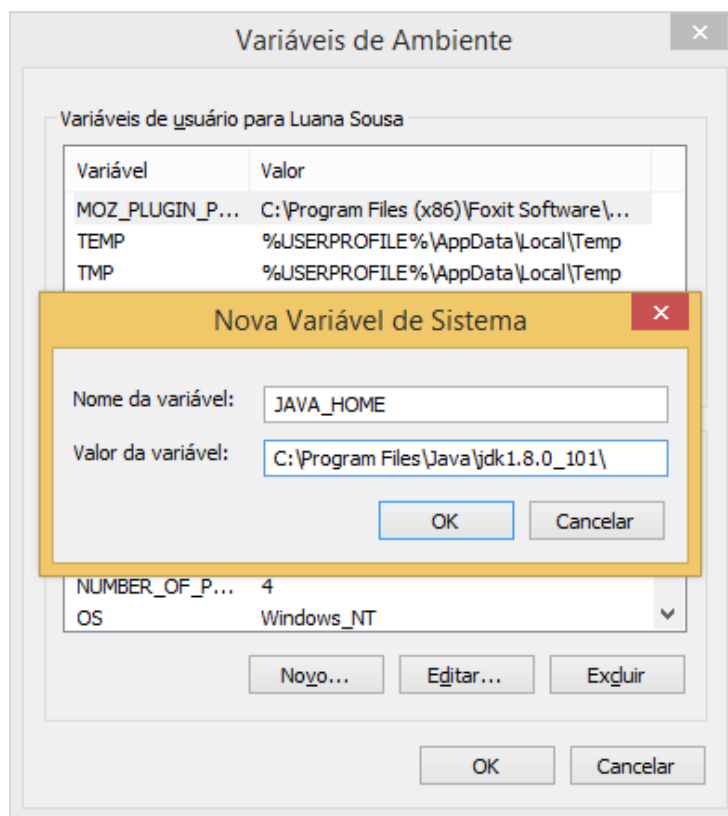 Variáveis de Ambiente
Variáveis de usuário para Luana Sousa
Variável Valor
MOZ_PLUGIN_P... C:\Program Files (x86)\Foxit Software\...
TEMP %USERPROFILE%\AppData\Local\Temp
TMP %USERPROFILE%\AppData\Local\Temp
Nova Variável de Sistema
Nome da variável: JAVA_HOME
Valor da variável: C:\Program Files\Java\jdk1.8.0_101\
OK Cancelar
NUMBER_OF_P... 4
OS Windows_NT
Novo... Editar... Excluir
OK Cancelar